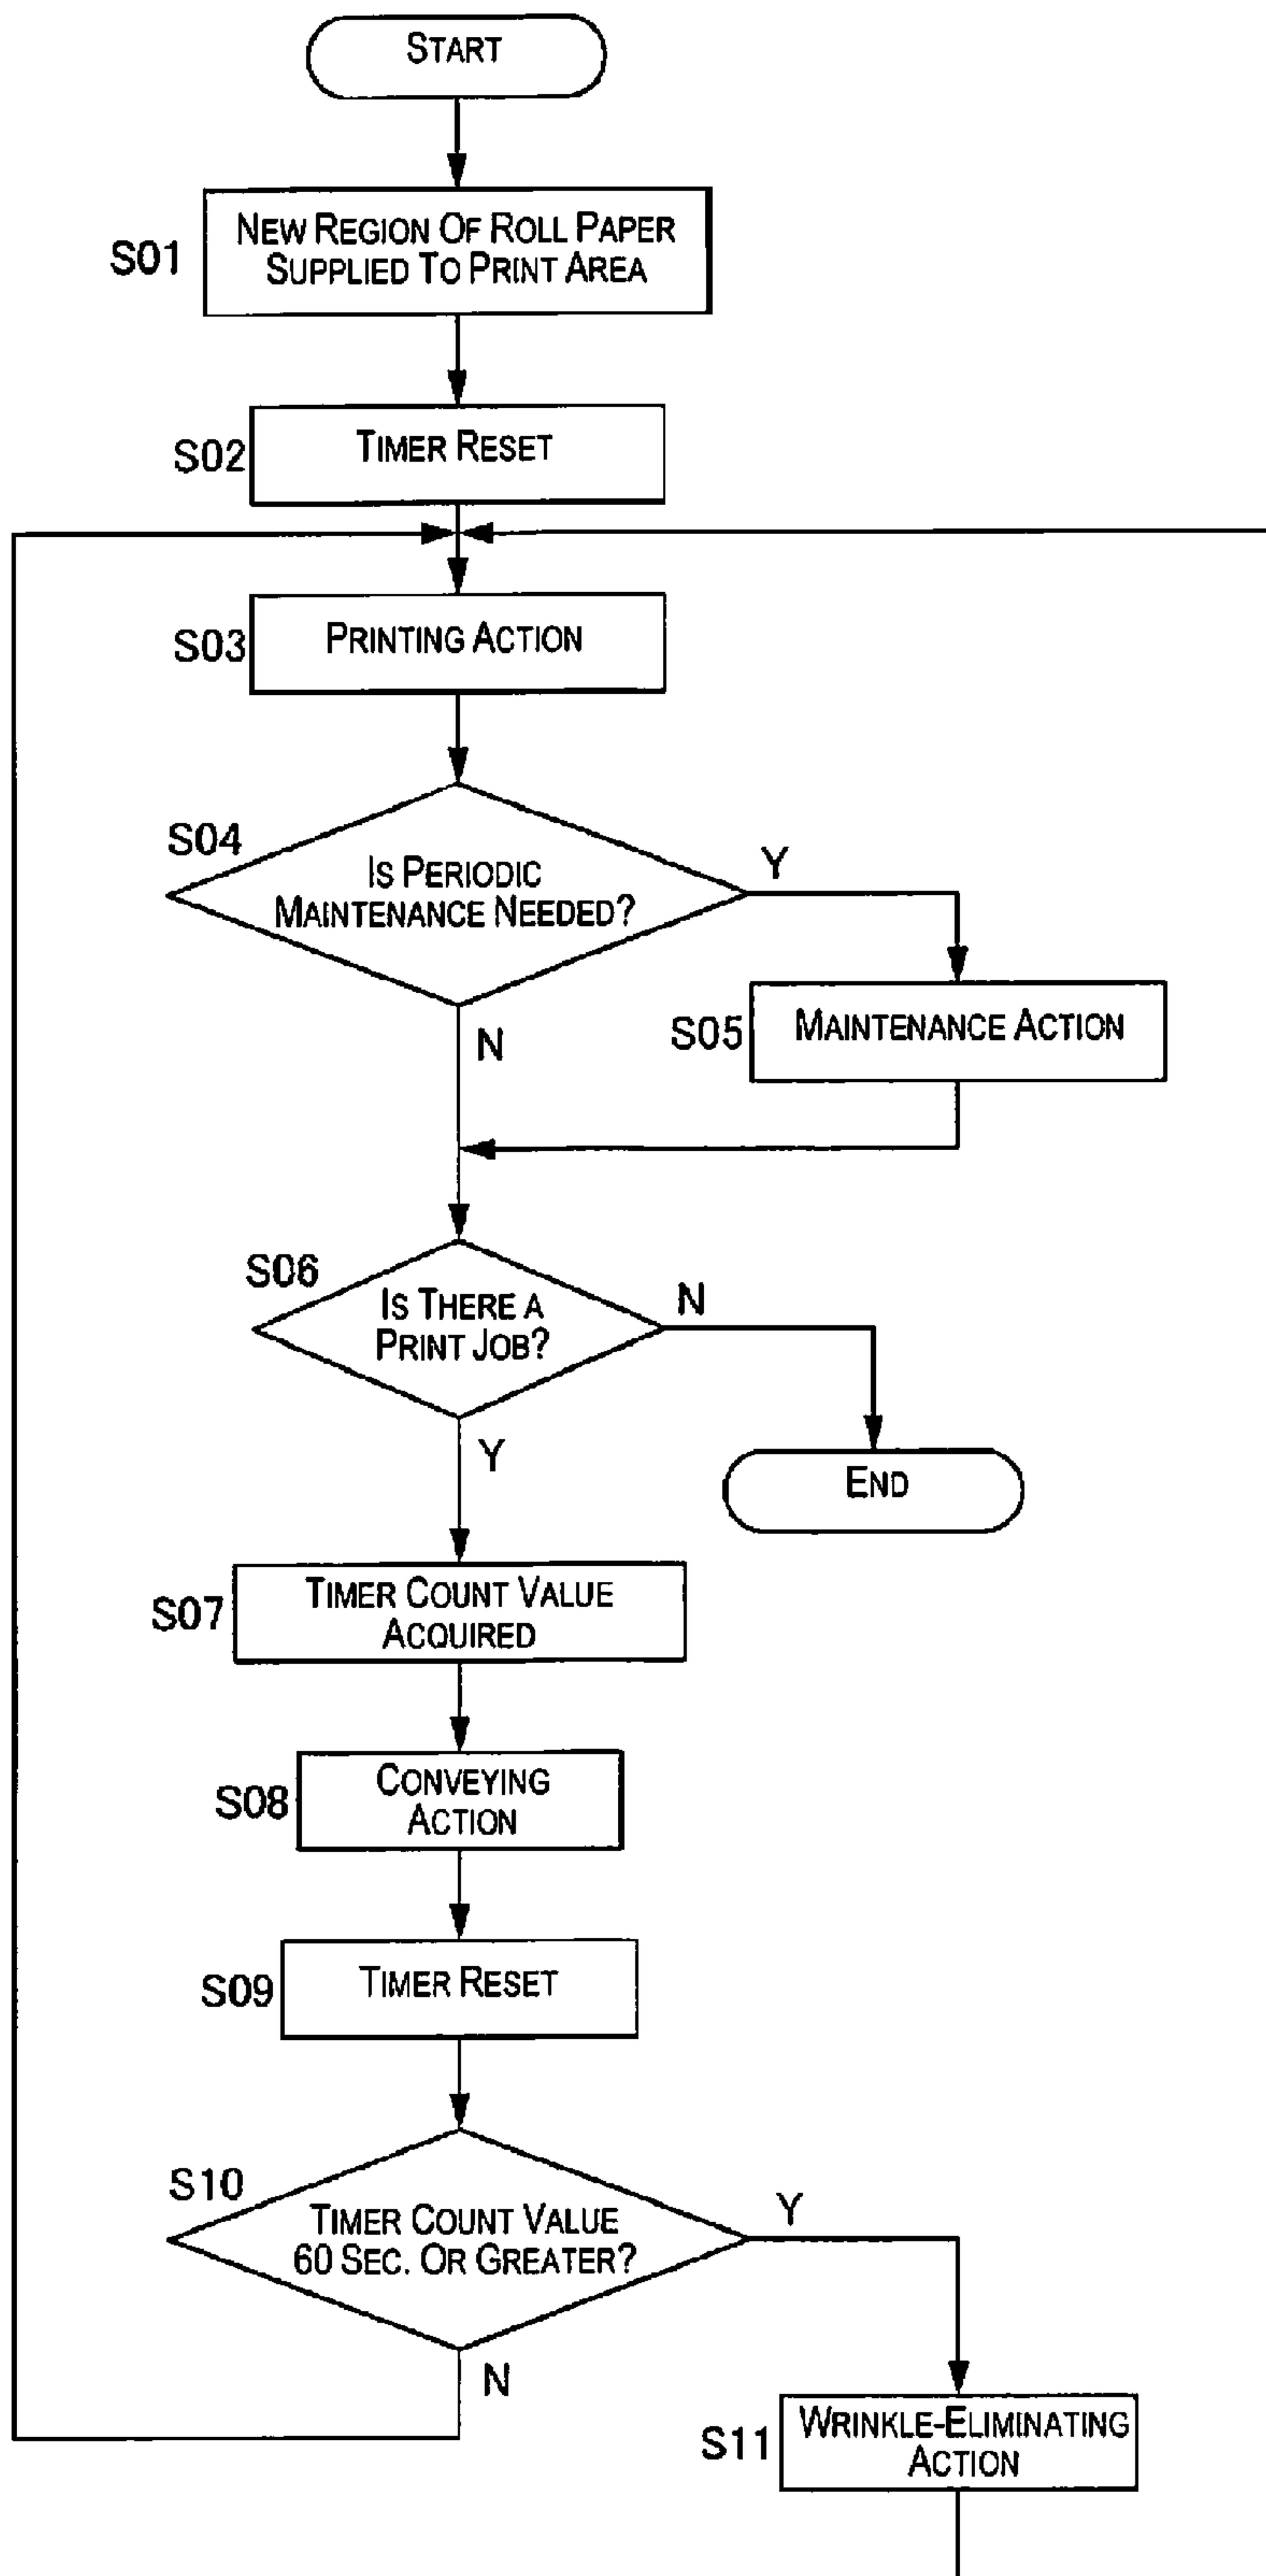 START
S01
NEW REGION OF ROLL PAPER
SUPPLIED TO PRINT AREA
S02
TIMER RESET
S03
PRINTING ACTION
S04
IS PERIODIC
MAINTENANCE NEEDED?
Y
N
S05
MAINTENANCE ACTION
S06
IS THERE A
PRINT JOB?
N
Y
END
S07
TIMER COUNT VALUE
ACQUIRED
S08
CONVEYING
ACTION
S09
TIMER RESET
S10
TIMER COUNT VALUE
60 SEC. OR GREATER?
Y
N
S11
WRINKLE-ELIMINATING
ACTION